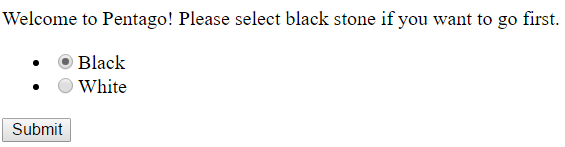 Welcome to Pentago! Please select black stone if you want to go first.
Black
White
Submit